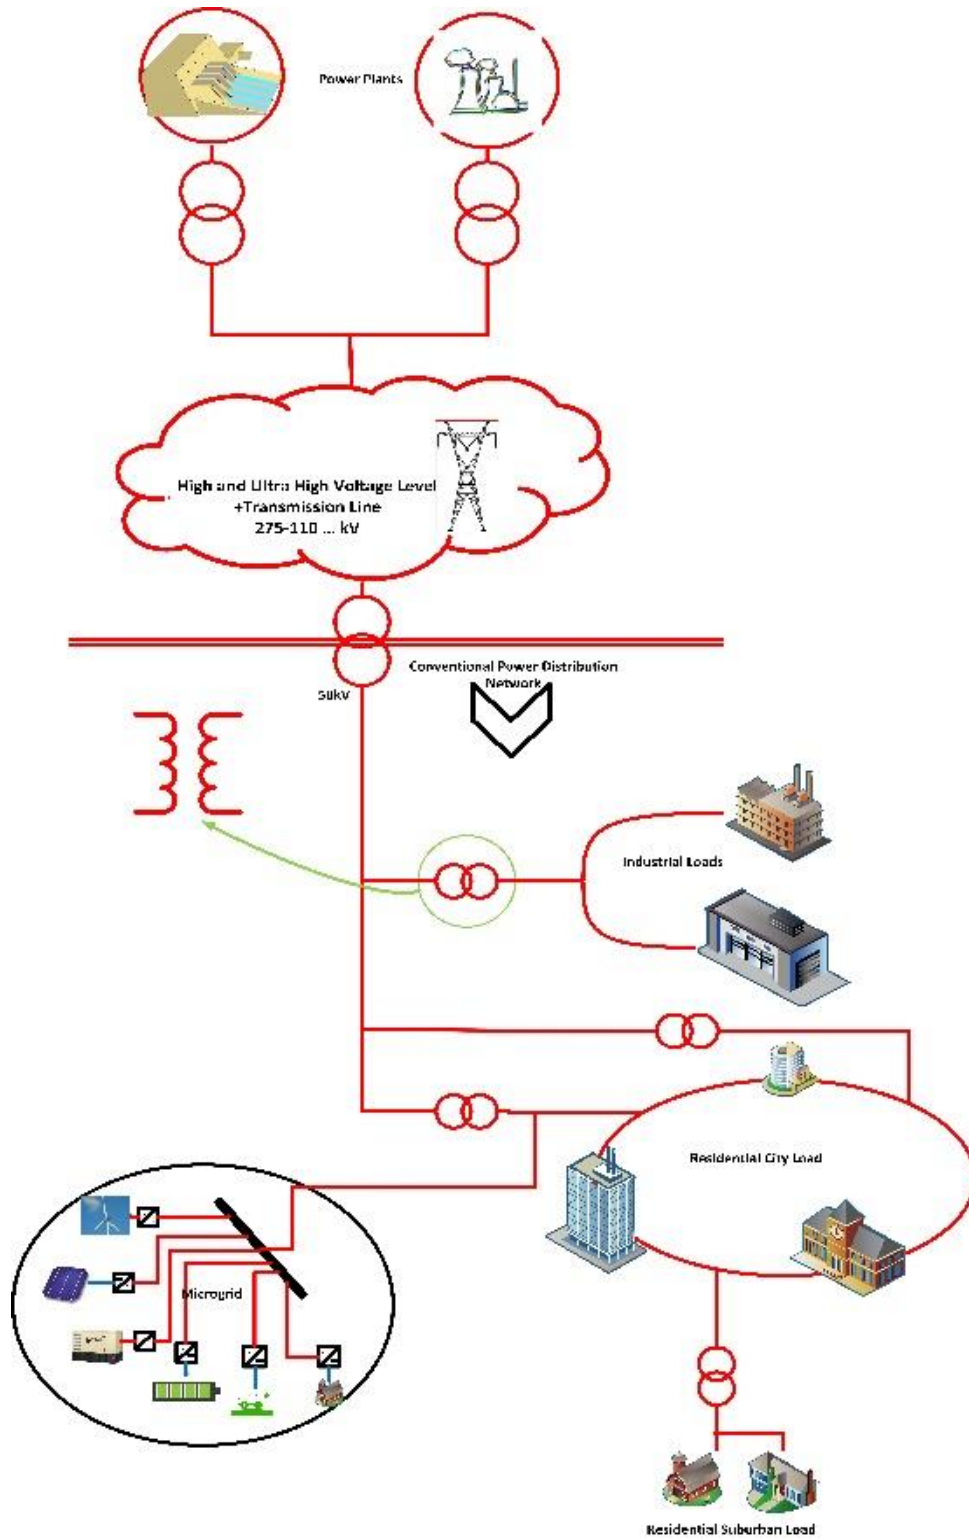 Power Plants
High and Ultra High Voltage Level
+Transmission Line
275-110 ... kV
Conventional Power Distribution
Network
50kV
Industrial Loads
Residential City Load
Microgrid
Residential Suburban Load